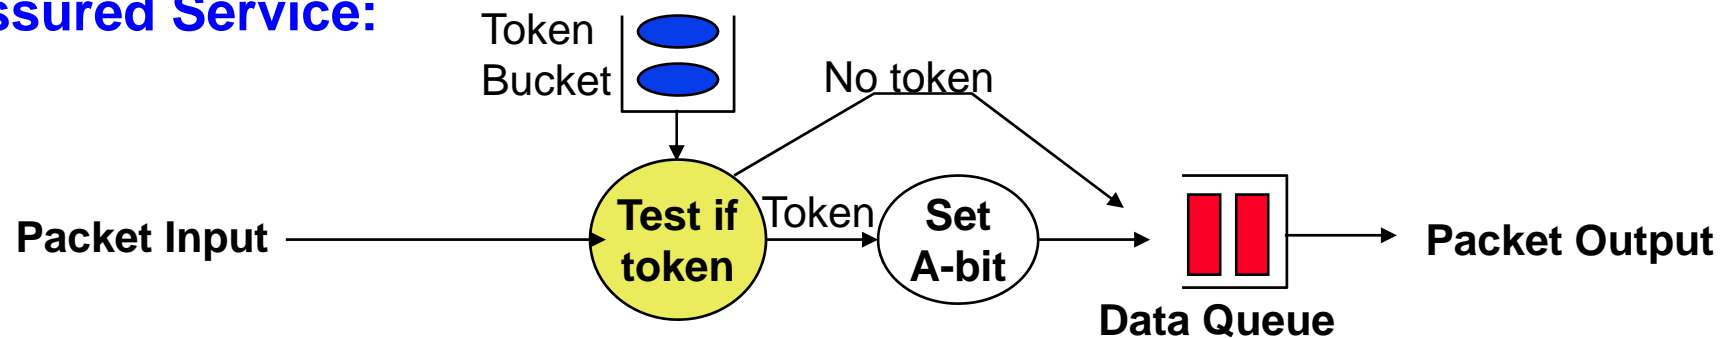 ssured Service:
Token
Bucket
No token
Packet Input
Test if
token
Token
Set
A-bit
Packet Output
Data Queue